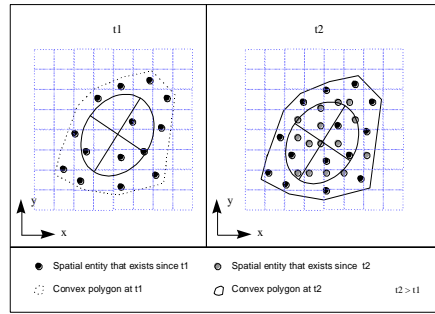 t1
t2
y
x
y
x
Spatial entity that exists since t1
Spatial entity that exists since t2
Convex polygon at t1
Convex polygon at t2
t2 > t1